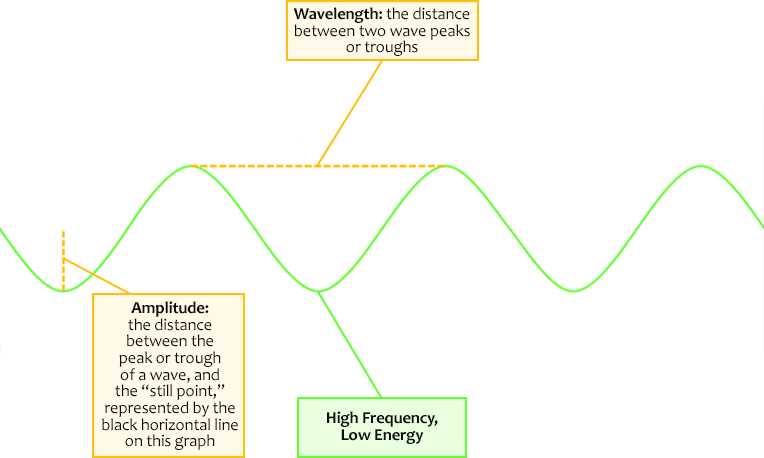 Wavelength: the distance
between two wave peaks
or troughs
Amplitude:
the distance
between the
peak or trough
of a wave, and
the “still point,”
represented by the
black horizontal line
on this graph
High Frequency,
Low Energy